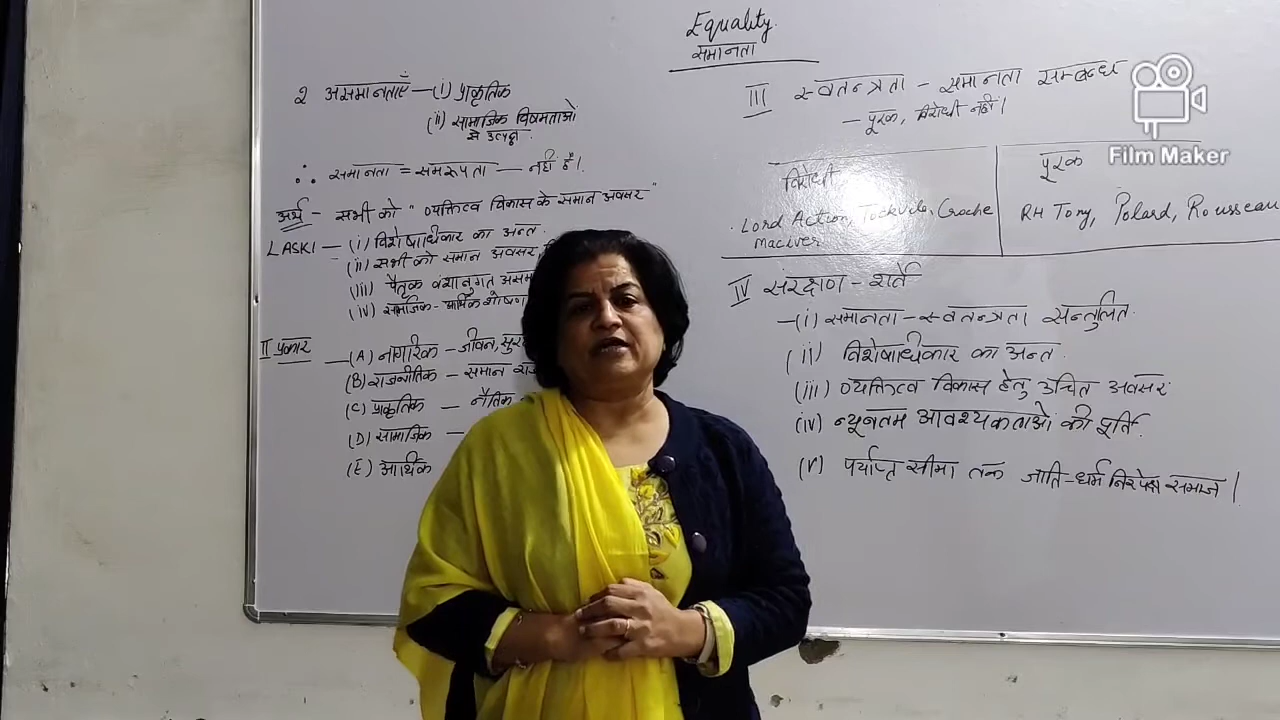 Equality.
समानता
2 असमानताएँ — (i) प्राकृतिक
(ii) सामाजिक विषमताओं
से उत्पन्न
∴ समानता = समरूपता — नहीं है।
अर्थ - सभी को "व्यक्तित्व विकास के समान अवसर"
LASKI — (i) विशेषाधिकार का अन्त.
(ii) सभी को समान अवसर
(iii) पैतृक वंशानुगत असमा
(iv) सामाजिक-आर्थिक शोषण
II प्रकार — (A) नागरिक — जीवन, सुर
(B) राजनीतिक — समान
(C) प्राकृतिक — नैतिक
(D) सामाजिक —
(E) आर्थिक
III स्वतन्त्रता - समानता सम्बन्ध
— पूरक, विरोधी नहीं।
विरोधी
Lord Action, Tockville, Croche
MacIver
पूरक
RH Tony, Polard, Rousseau
IV संरक्षण - शर्ते
— (i) समानता - स्वतन्त्रता सन्तुलित.
(ii) विशेषाधिकार का अन्त.
(iii) व्यक्तित्व विकास हेतु उचित अवसर
(iv) न्यूनतम आवश्यकताओं की पूर्ति.
(v) पर्याप्त सीमा तक जाति-धर्म निरपेक्ष समाज।
Film Maker